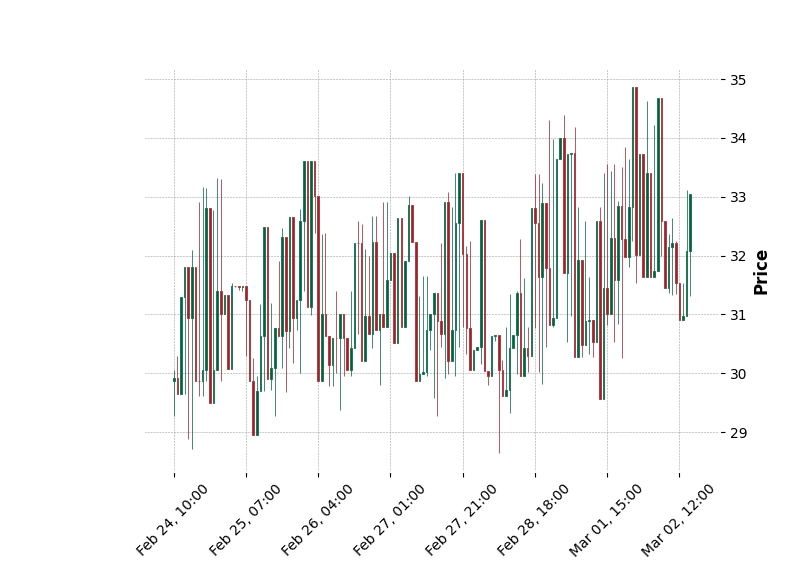 35
34
33
32
31
30
29
Price
Feb 24, 10:00
Feb 25, 07:00
Feb 26, 04:00
Feb 27, 01:00
Feb 27, 21:00
Feb 28, 18:00
Mar 01, 15:00
Mar 02, 12:00